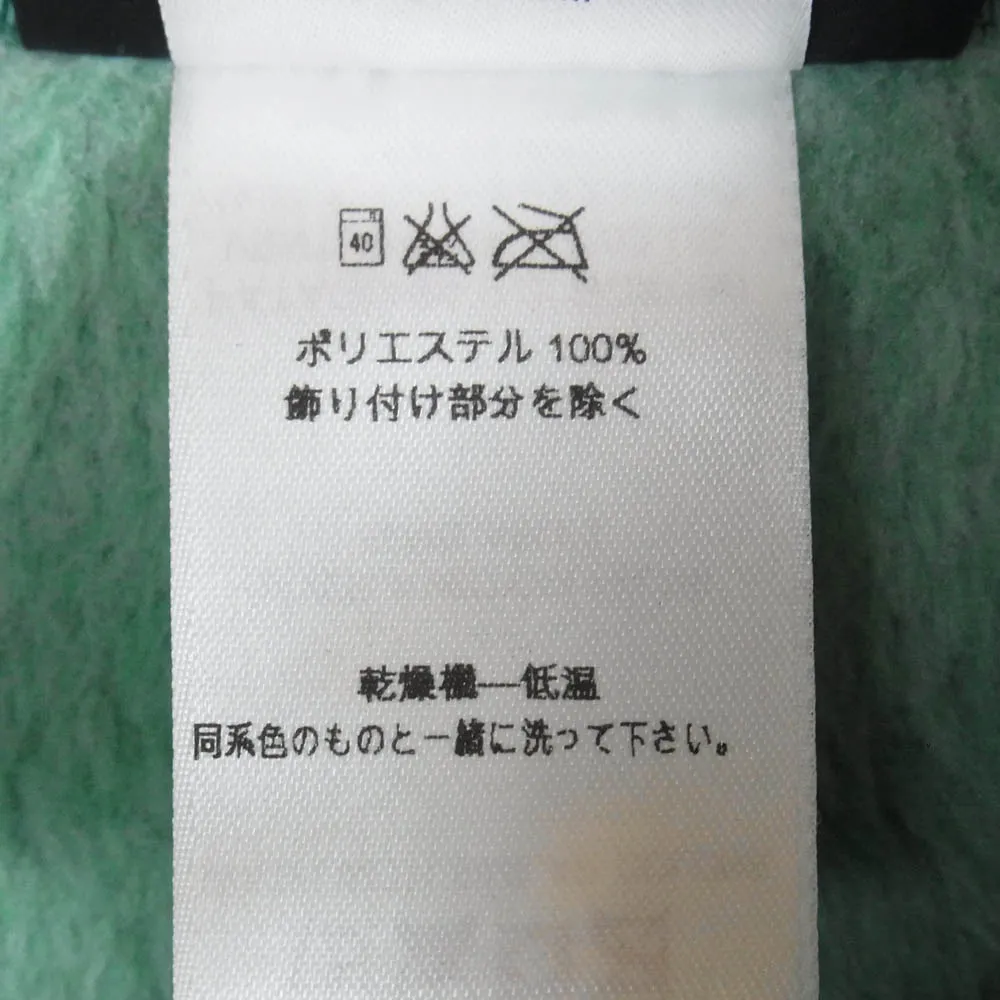 40
ポリエステル 100%
飾り付け部分を除く
乾燥機—低温
同系色のものと一緒に洗って下さい。